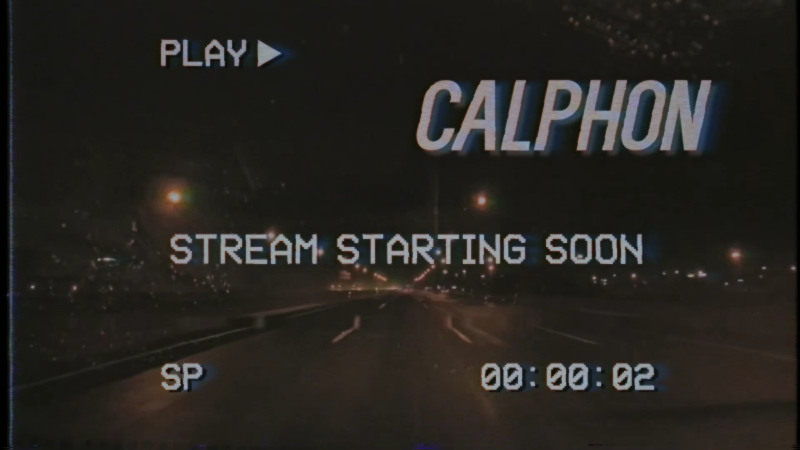 PLAY
CALPHON
STREAM STARTING SOON
SP
00:00:02